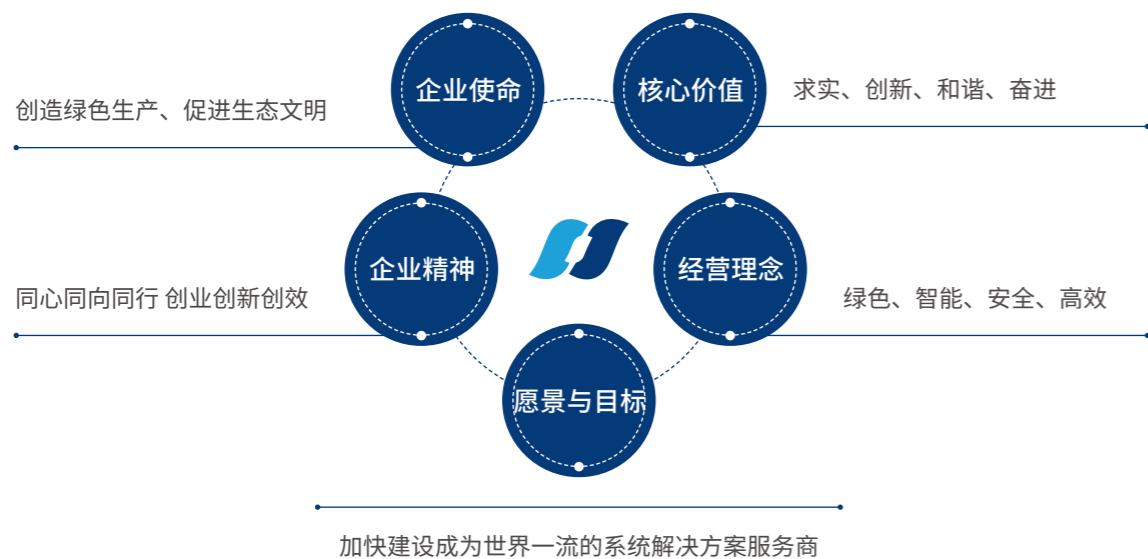 企业使命
创造绿色生产、促进生态文明
核心价值
求实、创新、和谐、奋进
企业精神
同心同向同行 创业创新创效
经营理念
绿色、智能、安全、高效
愿景与目标
加快建设成为世界一流的系统解决方案服务商